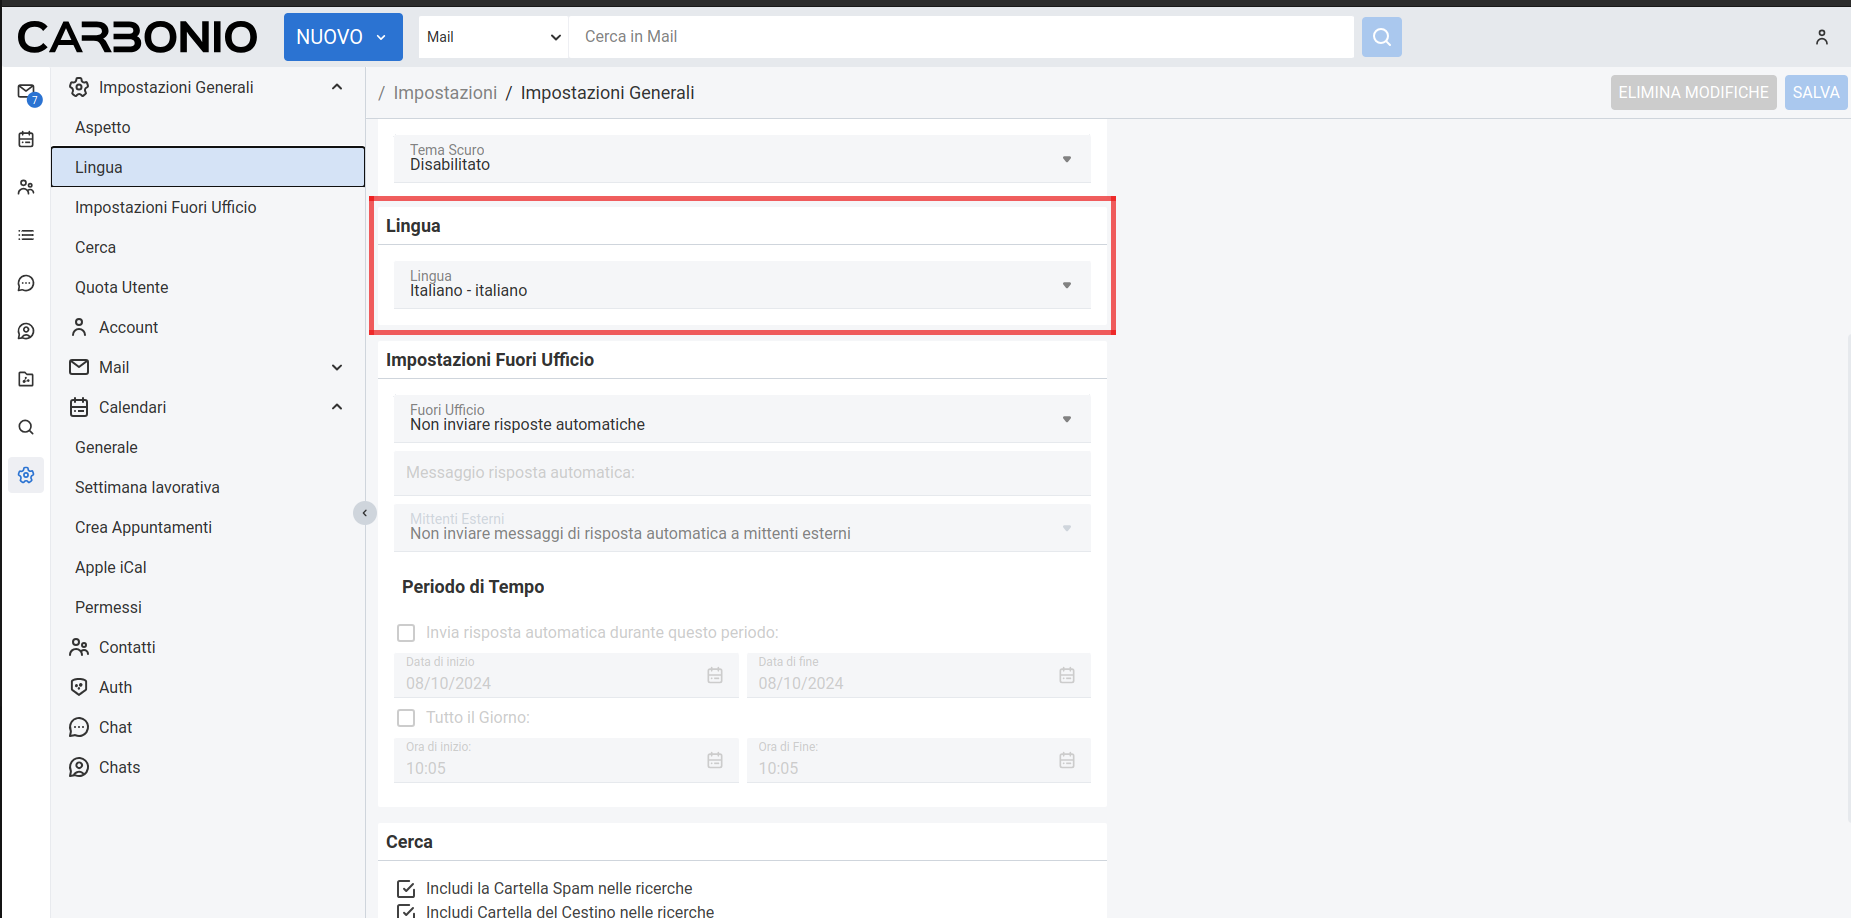 CARBONIO
NUOVO
Mail
Cerca in Mail
7
Impostazioni Generali
Aspetto
Lingua
Impostazioni Fuori Ufficio
Cerca
Quota Utente
Account
Mail
Calendari
Generale
Settimana lavorativa
Crea Appuntamenti
Apple iCal
Permessi
Contatti
Auth
Chat
Chats
/ Impostazioni / Impostazioni Generali
ELIMINA MODIFICHE
SALVA
Tema Scuro
Disabilitato
Lingua
Lingua
Italiano - italiano
Impostazioni Fuori Ufficio
Fuori Ufficio
Non inviare risposte automatiche
Messaggio risposta automatica:
Mittenti Esterni
Non inviare messaggi di risposta automatica a mittenti esterni
Periodo di Tempo
Invia risposta automatica durante questo periodo:
Data di inizio
08/10/2024
Data di fine
08/10/2024
Tutto il Giorno:
Ora di inizio:
10:05
Ora di Fine:
10:05
Cerca
Includi la Cartella Spam nelle ricerche
Includi Cartella del Cestino nelle ricerche